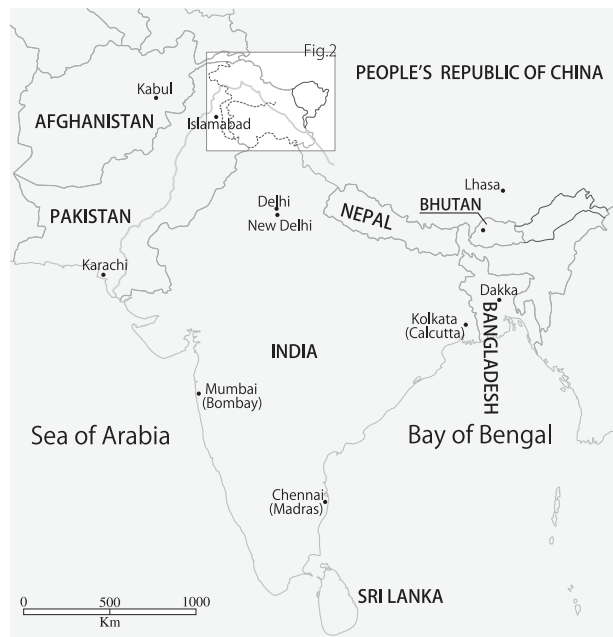 Fig.2
PEOPLE'S REPUBLIC OF CHINA
Kabul
AFGHANISTAN
Islamabad
Lhasa
Delhi
New Delhi
NEPAL
BHUTAN
PAKISTAN
Karachi
Dakka
Kolkata
(Calcutta)
BANGLADESH
INDIA
Mumbai
(Bombay)
Sea of Arabia
Bay of Bengal
Chennai
(Madras)
SRI LANKA
0 500 1000
Km